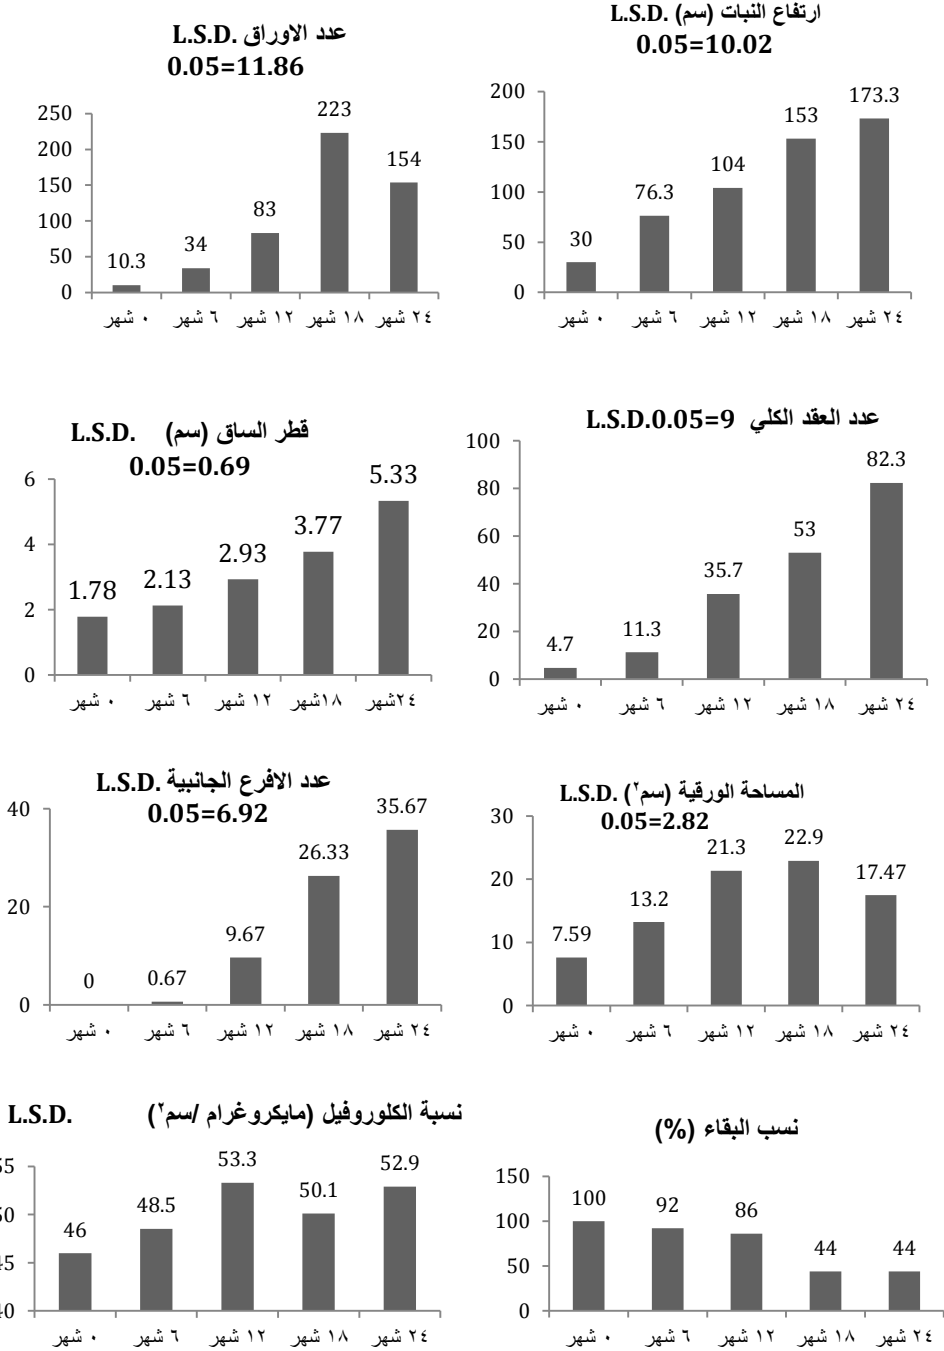 عدد الاوراق L.S.D.
0.05=11.86
250
200
150
100
50
0
10.3
34
83
223
154
٠ شهر
٦ شهر
١٢ شهر
١٨ شهر
٢٤ شهر
ارتفاع النبات (سم) L.S.D.
0.05=10.02
200
150
100
50
0
30
76.3
104
153
173.3
٠ شهر
٦ شهر
١٢ شهر
١٨ شهر
٢٤ شهر
قطر الساق (سم) L.S.D.
0.05=0.69
6
4
2
0
1.78
2.13
2.93
3.77
5.33
٠ شهر
٦ شهر
١٢ شهر
١٨شهر
٢٤شهر
عدد العقد الكلي L.S.D.0.05=9
100
80
60
40
20
0
4.7
11.3
35.7
53
82.3
٠ شهر
٦ شهر
١٢ شهر
١٨ شهر
٢٤ شهر
عدد الافرع الجانبية L.S.D.
0.05=6.92
40
20
0
0
0.67
9.67
26.33
35.67
٠ شهر
٦ شهر
١٢ شهر
١٨ شهر
٢٤ شهر
المساحة الورقية (سم٢) L.S.D.
0.05=2.82
30
20
10
0
7.59
13.2
21.3
22.9
17.47
٠ شهر
٦ شهر
١٢ شهر
١٨ شهر
٢٤ شهر
نسبة الكلوروفيل (مايكروغرام /سم٢) L.S.D.
46
48.5
53.3
50.1
52.9
٠ شهر
٦ شهر
١٢ شهر
١٨ شهر
٢٤ شهر
نسب البقاء (%)
150
100
50
0
100
92
86
44
44
٠ شهر
٦ شهر
١٢ شهر
١٨ شهر
٢٤ شهر